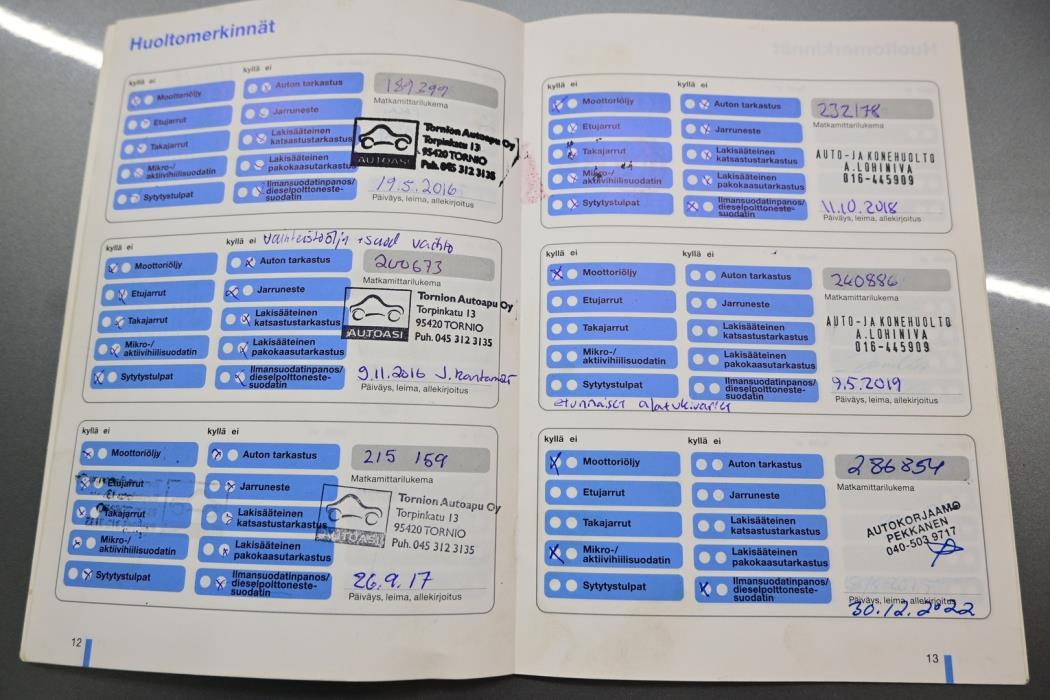 Huoltomerkinnät
kyllä ei
kyllä ei
Moottoriöljy
Etujarrut
Takajarrut
Mikro-/
aktiivihiilisuodatin
Sytytystulpat
Auton tarkastus
Jarruneste
Lakisääteinen
katsastustarkastus
Lakisääteinen
pakokaasutarkastus
Ilmansuodatinpanos/
dieselpolttoneste-
suodatin
Matkamittarilukema
AUTOASI
Tornion Autoapu Oy
Torpinkatu 13
95420 TORNIO
Puh. 045 312 3135
19.5.2016
Päiväys, leima, allekirjoitus
kyllä ei
kyllä ei
vaihteistoöljyn + suod vaihto
Moottoriöljy
Etujarrut
Takajarrut
Mikro-/
aktiivihiilisuodatin
Sytytystulpat
Auton tarkastus
Jarruneste
Lakisääteinen
katsastustarkastus
Lakisääteinen
pakokaasutarkastus
Ilmansuodatinpanos/
dieselpolttoneste-
suodatin
200673
Matkamittarilukema
AUTOASI
Tornion Autoapu Oy
Torpinkatu 13
95420 TORNIO
Puh. 045 312 3135
9.11.2016
Päiväys, leima, allekirjoitus
kyllä ei
kyllä ei
Moottoriöljy
Etujarrut
Takajarrut
Mikro-/
aktiivihiilisuodatin
Sytytystulpat
Auton tarkastus
Jarruneste
Lakisääteinen
katsastustarkastus
Lakisääteinen
pakokaasutarkastus
Ilmansuodatinpanos/
dieselpolttoneste-
suodatin
215 159
Matkamittarilukema
AUTOASI
Tornion Autoapu Oy
Torpinkatu 13
95420 TORNIO
Puh. 045 312 3135
26.9.17
Päiväys, leima, allekirjoitus
12
kyllä ei
kyllä ei
Moottoriöljy
Etujarrut
Takajarrut
Mikro-/
aktiivihiilisuodatin
Sytytystulpat
Auton tarkastus
Jarruneste
Lakisääteinen
katsastustarkastus
Lakisääteinen
pakokaasutarkastus
Ilmansuodatinpanos/
dieselpolttoneste-
suodatin
232178
Matkamittarilukema
AUTO-JA KONEHUOLTO
A.LOHINIVA
016-445909
11.10.2018
Päiväys, leima, allekirjoitus
kyllä ei
kyllä ei
Moottoriöljy
Etujarrut
Takajarrut
Mikro-/
aktiivihiilisuodatin
Sytytystulpat
Auton tarkastus
Jarruneste
Lakisääteinen
katsastustarkastus
Lakisääteinen
pakokaasutarkastus
Ilmansuodatinpanos/
dieselpolttoneste-
suodatin
240886
Matkamittarilukema
AUTO-JA KONEHUOLTO
A.LOHINIVA
016-445909
9.5.2019
Päiväys, leima, allekirjoitus
etummaiset alatukivarret
kyllä ei
kyllä ei
Moottoriöljy
Etujarrut
Takajarrut
Mikro-/
aktiivihiilisuodatin
Sytytystulpat
Auton tarkastus
Jarruneste
Lakisääteinen
katsastustarkastus
Lakisääteinen
pakokaasutarkastus
Ilmansuodatinpanos/
dieselpolttoneste-
suodatin
286854
Matkamittarilukema
AUTOKORJAAMO
PEKKANEN
040-503 9717
Päiväys, leima, allekirjoitus
30.12.2022
13